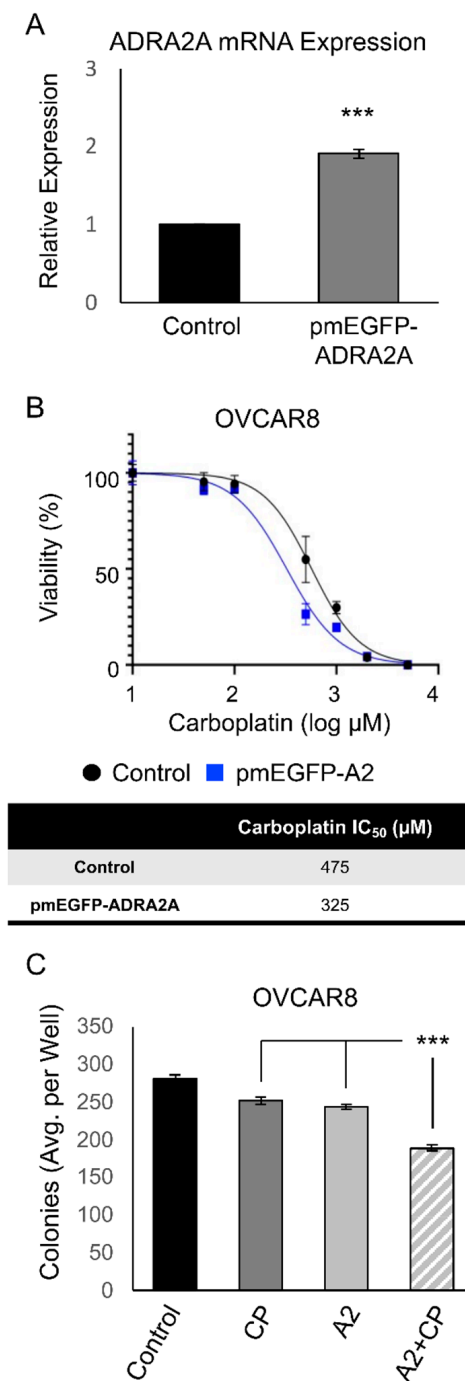 A
ADRA2A mRNA Expression
Relative Expression
3
2
1
0
***
Control
pmEGFP-
ADRA2A
B
OVCAR8
Viability (%)
100
50
0
1 2 3 4
Carboplatin (log µM)
Control pmEGFP-A2
Carboplatin IC50 (µM)
Control 475
pmEGFP-ADRA2A 325
C
OVCAR8
Colonies (Avg. per Well)
350
300
250
200
150
100
50
0
***
Control
CP
A2
A2+CP